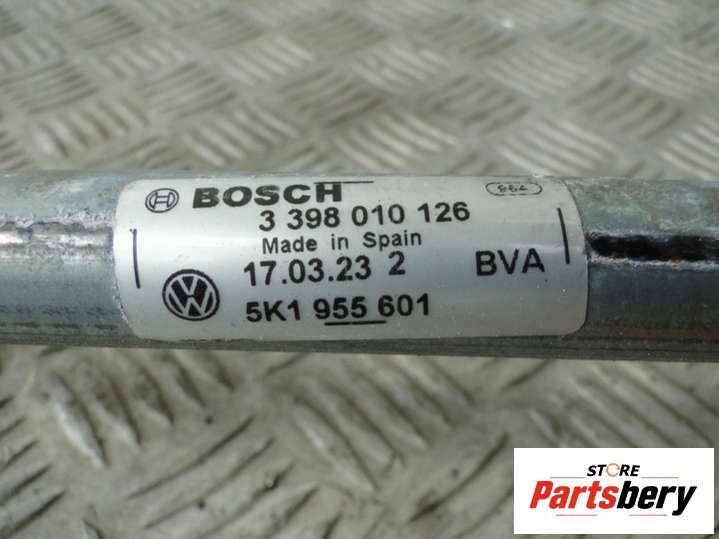 BOSCH
3 398 010 126
Made in Spain
17.03.23 2 BVA
5K1 955 601
STORE
Partsbery